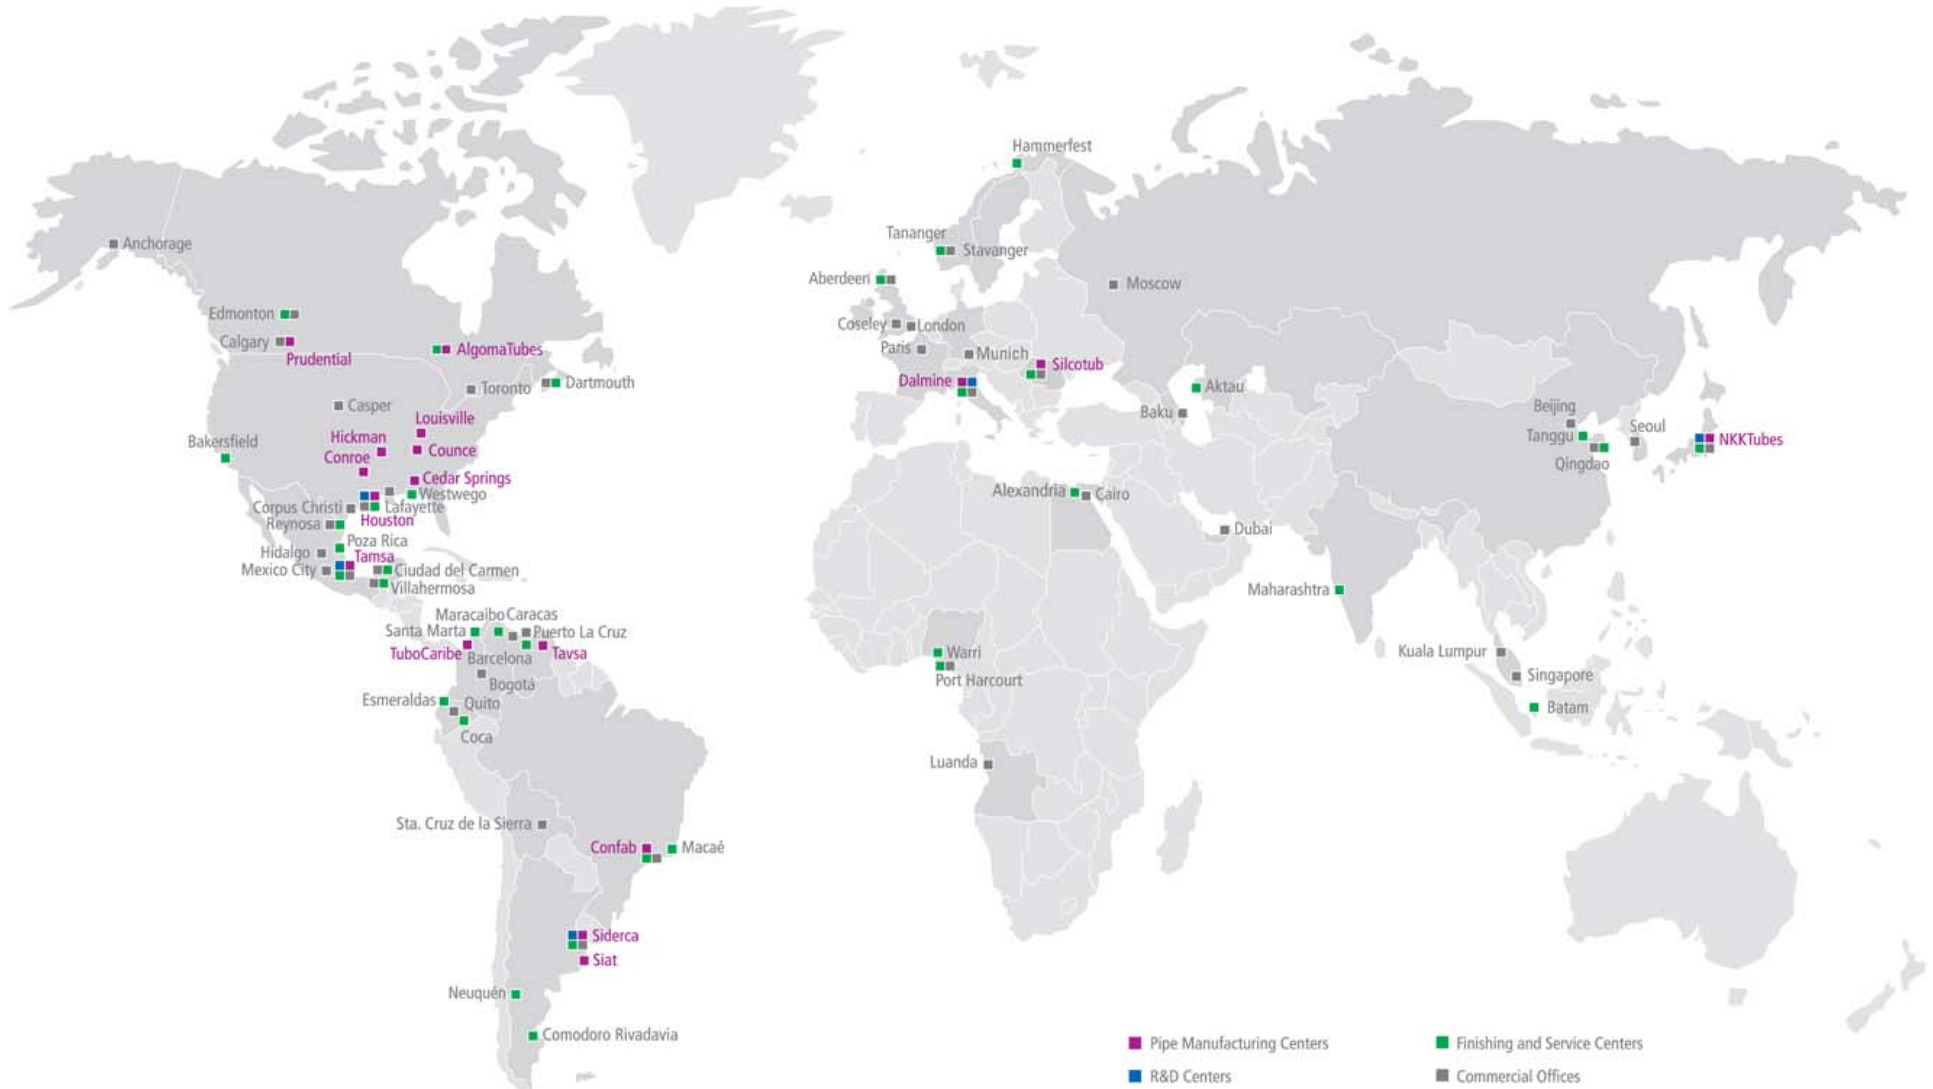 Hammerfest
Tananger
Stavanger
Anchorage
Aberdeen
Moscow
Edmonton
Coseley
London
Calgary
Prudential
AlgomaTubes
Paris
Munich
Silcotub
Toronto
Dartmouth
Dalmine
Aktau
Casper
Louisville
Baku
Beijing
Bakersfield
Hickman
Counce
Tanggu
Seoul
NKKTubes
Conroe
Qingdao
Cedar Springs
Westwego
Alexandria
Cairo
Corpus Christi
Lafayette
Reynosa
Houston
Dubai
Poza Rica
Hidalgo
Tamsa
Mexico City
Ciudad del Carmen
Villahermosa
Maharashtra
Maracaibo
Caracas
Santa Marta
Puerto La Cruz
TuboCaribe
Barcelona
Tavsa
Warri
Kuala Lumpur
Bogotá
Port Harcourt
Singapore
Esmeraldas
Quito
Batam
Coca
Luanda
Sta. Cruz de la Sierra
Confab
Macaé
Siderca
Siat
Neuquén
Comodoro Rivadavia
Pipe Manufacturing Centers
Finishing and Service Centers
R&D Centers
Commercial Offices